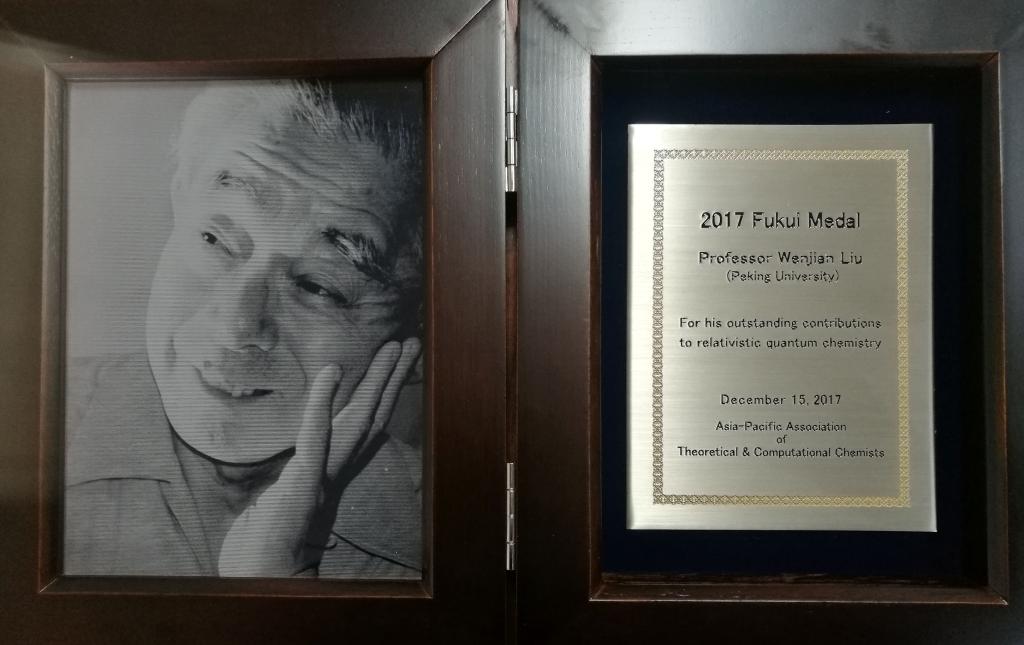 2017 Fukui Medal
Professor Wenjian Liu
(Peking University)
For his outstanding contributions
to relativistic quantum chemistry
December 15, 2017
Asia-Pacific Association
of
Theoretical & Computational Chemists